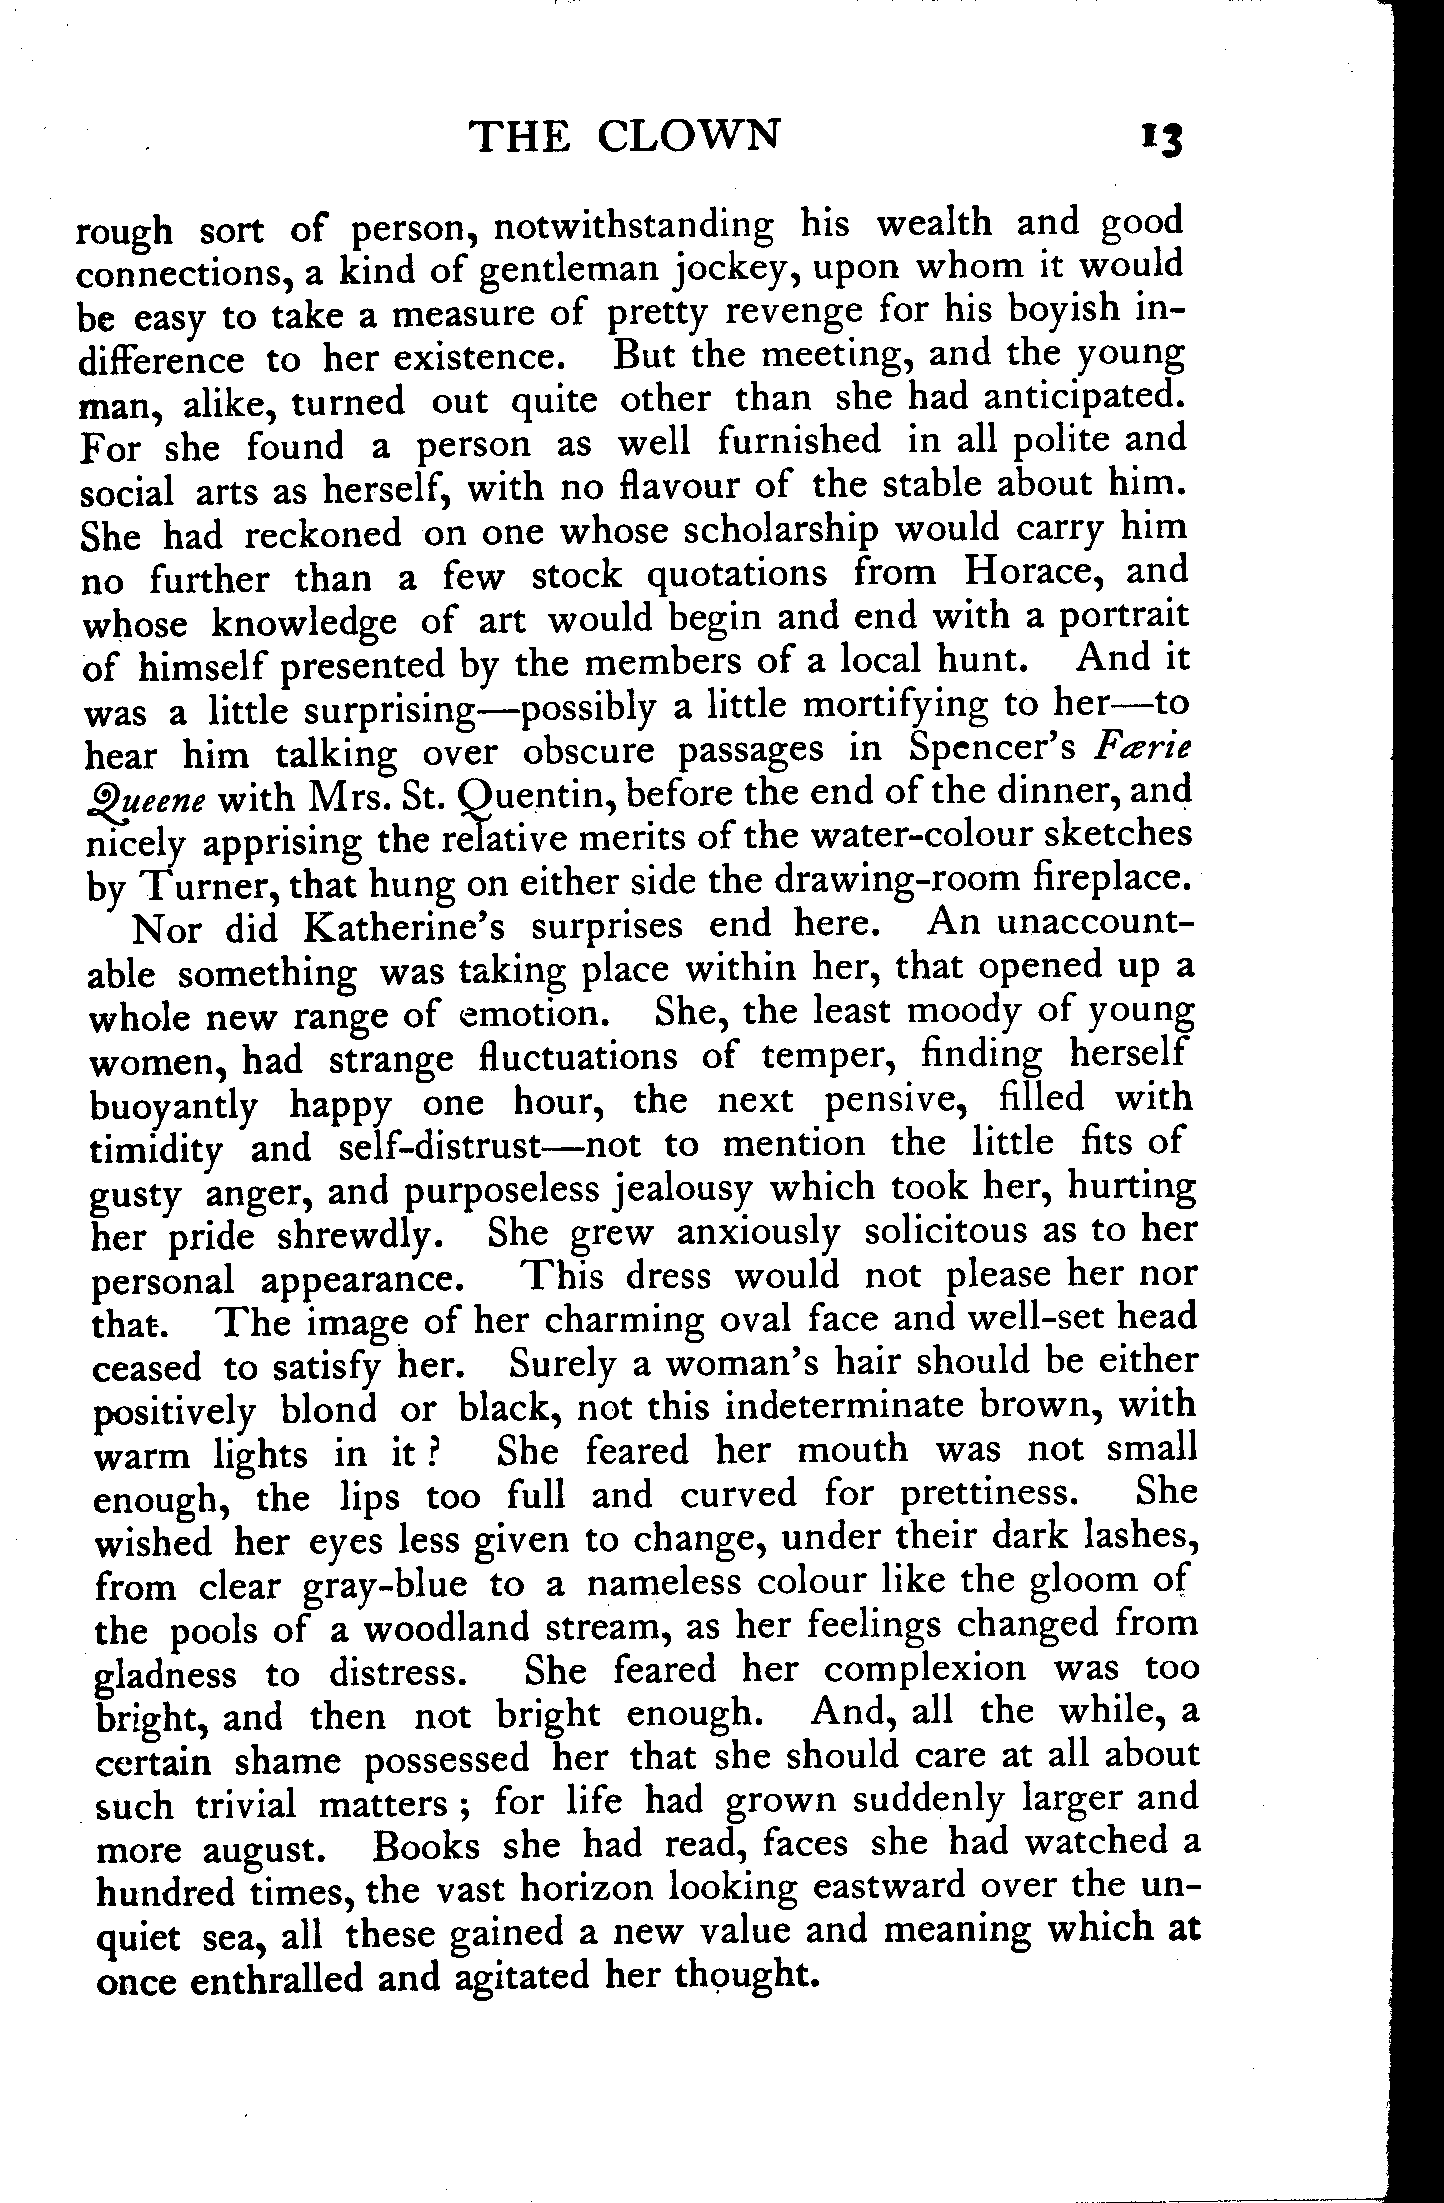 THE CLOWN 13
rough sort of person, notwithstanding his wealth and good
connections, a kind of gentleman jockey, upon whom it would
be easy to take a measure of pretty revenge for his boyish in-
difference to her existence. But the meeting, and the young
man, alike, turned out quite other than she had anticipated.
For she found a person as well furnished in all polite and
social arts as herself, with no flavour of the stable about him.
She had reckoned on one whose scholarship would carry him
no further than a few stock quotations from Horace, and
whose knowledge of art would begin and end with a portrait
of himself presented by the members of a local hunt. And it
was a little surprising—possibly a little mortifying to her—to
hear him talking over obscure passages in Spencer's Færie
Queene with Mrs. St. Quentin, before the end of the dinner, and
nicely apprising the relative merits of the water-colour sketches
by Turner, that hung on either side the drawing-room fireplace.
Nor did Katherine's surprises end here. An unaccount-
able something was taking place within her, that opened up a
whole new range of emotion. She, the least moody of young
women, had strange fluctuations of temper, finding herself
buoyantly happy one hour, the next pensive, filled with
timidity and self-distrust—not to mention the little fits of
gusty anger, and purposeless jealousy which took her, hurting
her pride shrewdly. She grew anxiously solicitous as to her
personal appearance. This dress would not please her nor
that. The image of her charming oval face and well-set head
ceased to satisfy her. Surely a woman's hair should be either
positively blond or black, not this indeterminate brown, with
warm lights in it? She feared her mouth was not small
enough, the lips too full and curved for prettiness. She
wished her eyes less given to change, under their dark lashes,
from clear gray-blue to a nameless colour like the gloom of
the pools of a woodland stream, as her feelings changed from
gladness to distress. She feared her complexion was too
bright, and then not bright enough. And, all the while, a
certain shame possessed her that she should care at all about
such trivial matters; for life had grown suddenly larger and
more august. Books she had read, faces she had watched a
hundred times, the vast horizon looking eastward over the un-
quiet sea, all these gained a new value and meaning which at
once enthralled and agitated her thought.